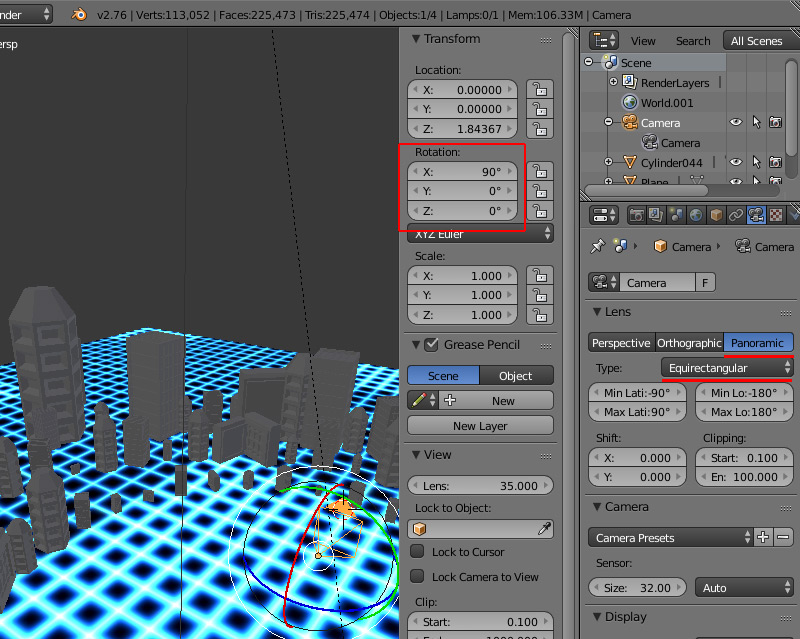 nder v2.76 | Verts:113,052 | Faces:225,473 | Tris:225,474 | Objects:1/4 | Lamps:0/1 | Mem:106.33M | Camera
ersp
Transform
Location:
X: 0.00000
Y: 0.00000
Z: 1.84367
Rotation:
X: 90°
Y: 0°
Z: 0°
XYZ Euler
Scale:
X: 1.000
Y: 1.000
Z: 1.000
Grease Pencil
Scene Object
New
New Layer
View
Lens: 35.000
Lock to Object:
Lock to Cursor
Lock Camera to View
Clip:
Start: 0.100
View Search All Scenes
Scene
RenderLayers
World.001
Camera
Camera
Cylinder044
Plane
Camera Camera
Camera F
Lens
Perspective Orthographic Panoramic
Type: Equirectangular
Min Lati:-90° Min Lo:-180°
Max Lati:90° Max Lo:180°
Shift: Clipping:
X: 0.000 Start: 0.100
Y: 0.000 En: 100.000
Camera
Camera Presets
Sensor:
Size: 32.00 Auto
Display